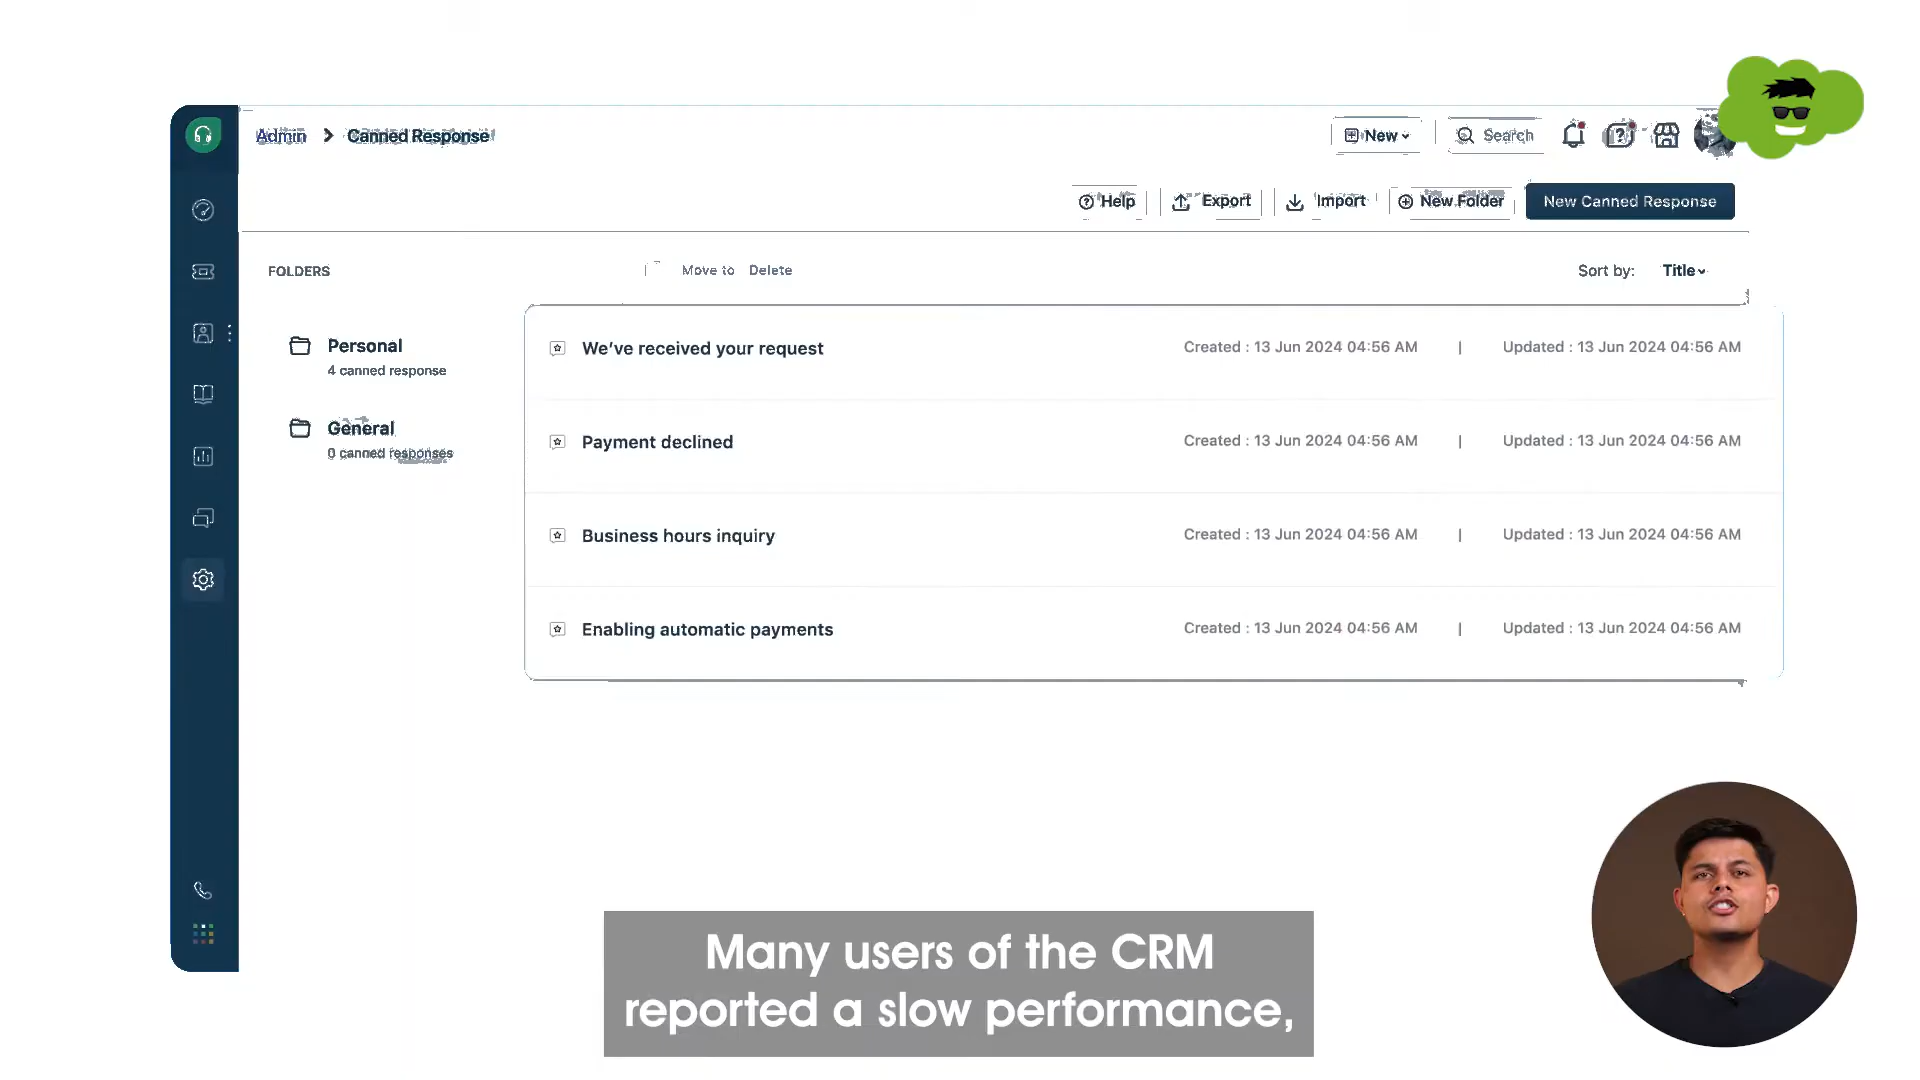 Admin > Canned Response
New
Search
Help
Export
Import
New Folder
New Canned Response
FOLDERS
Move to Delete
Sort by: Title
Personal
4 canned response
General
0 canned responses
We've received your request Created : 13 Jun 2024 04:56 AM | Updated : 13 Jun 2024 04:56 AM
Payment declined Created : 13 Jun 2024 04:56 AM | Updated : 13 Jun 2024 04:56 AM
Business hours inquiry Created : 13 Jun 2024 04:56 AM | Updated : 13 Jun 2024 04:56 AM
Enabling automatic payments Created : 13 Jun 2024 04:56 AM | Updated : 13 Jun 2024 04:56 AM
Many users of the CRM
reported a slow performance,